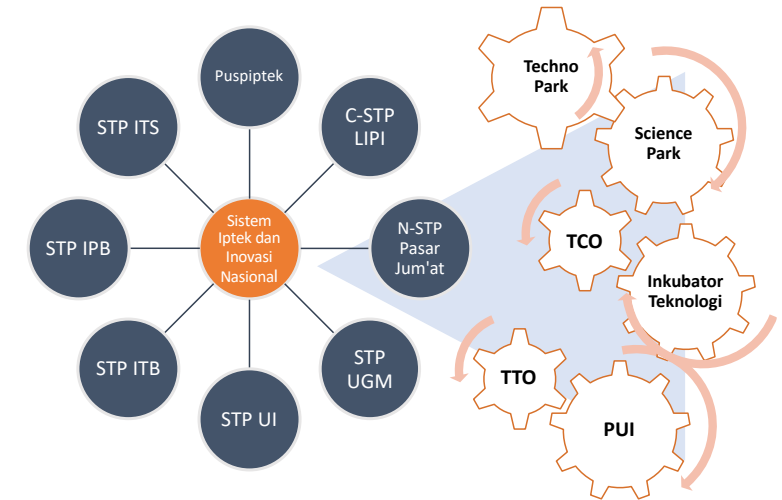 Puspiptek
C-STP
LIPI
N-STP
Pasar
Jum'at
STP
UGM
STP UI
STP ITB
STP IPB
STP ITS
Sistem
Iptek dan
Inovasi
Nasional
Techno
Park
Science
Park
TCO
Inkubator
Teknologi
TTO
PUI